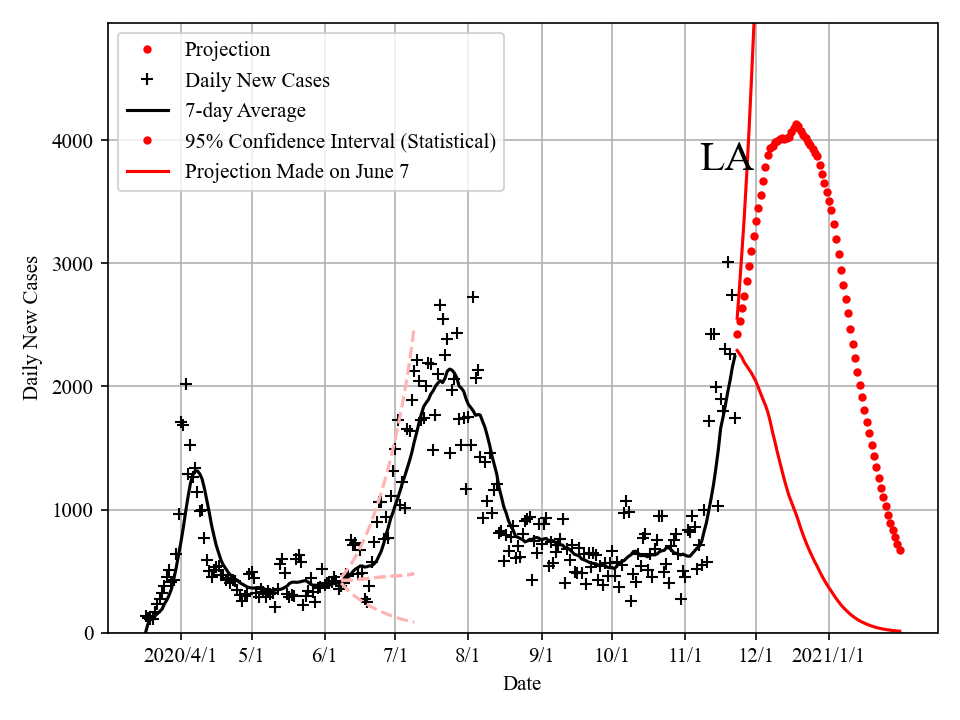 Projection
Daily New Cases
7-day Average
95% Confidence Interval (Statistical)
Projection Made on June 7
LA
4000
3000
2000
1000
0
Daily New Cases
2020/4/1 5/1 6/1 7/1 8/1 9/1 10/1 11/1 12/1 2021/1/1
Date